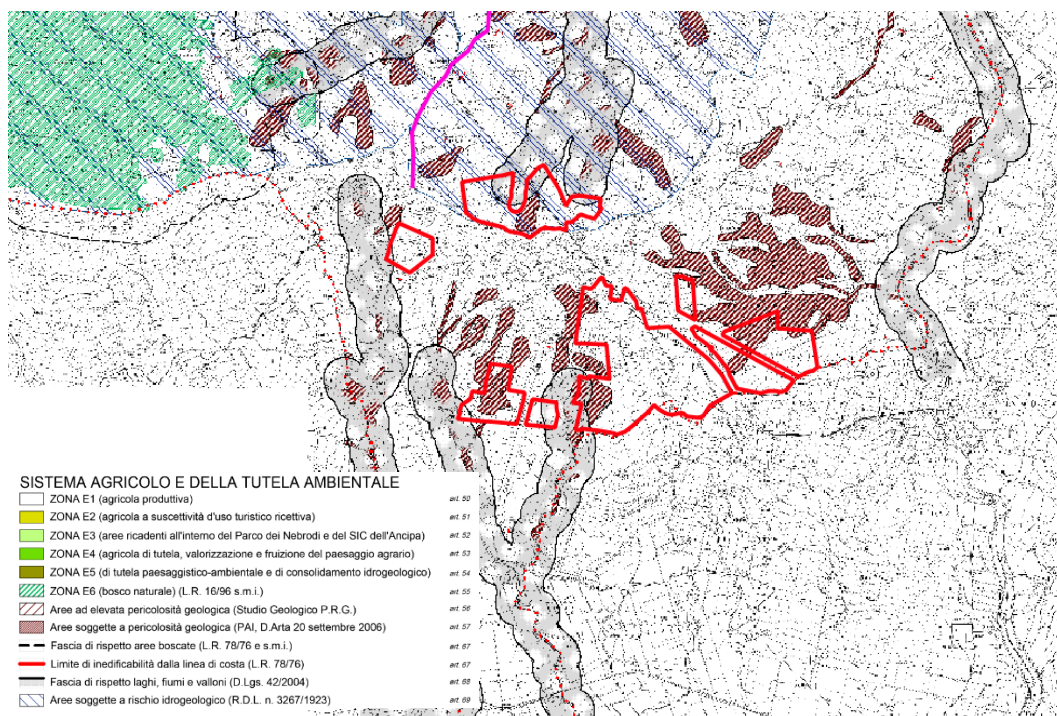 SISTEMA AGRICOLO E DELLA TUTELA AMBIENTALE
ZONA E1 (agricola produttiva) art. 50
ZONA E2 (agricola a suscettività d'uso turistico ricettiva) art. 51
ZONA E3 (aree ricadenti all'interno del Parco dei Nebrodi e del SIC dell'Ancipa) art. 52
ZONA E4 (agricola di tutela, valorizzazione e fruizione del paesaggio agrario) art. 53
ZONA E5 (di tutela paesaggistico-ambientale e di consolidamento idrogeologico) art. 54
ZONA E6 (bosco naturale) (L.R. 16/96 s.m.i.) art. 55
Aree ad elevata pericolosità geologica (Studio Geologico P.R.G.) art. 56
Aree soggette a pericolosità geologica (PAI, D.Arta 20 settembre 2006) art. 57
Fascia di rispetto aree boscate (L.R. 78/76 e s.m.i.) art. 67
Limite di inedificabilità dalla linea di costa (L.R. 78/76) art. 67
Fascia di rispetto laghi, fiumi e valloni (D.Lgs. 42/2004) art. 68
Aree soggette a rischio idrogeologico (R.D.L. n. 3267/1923) art. 69